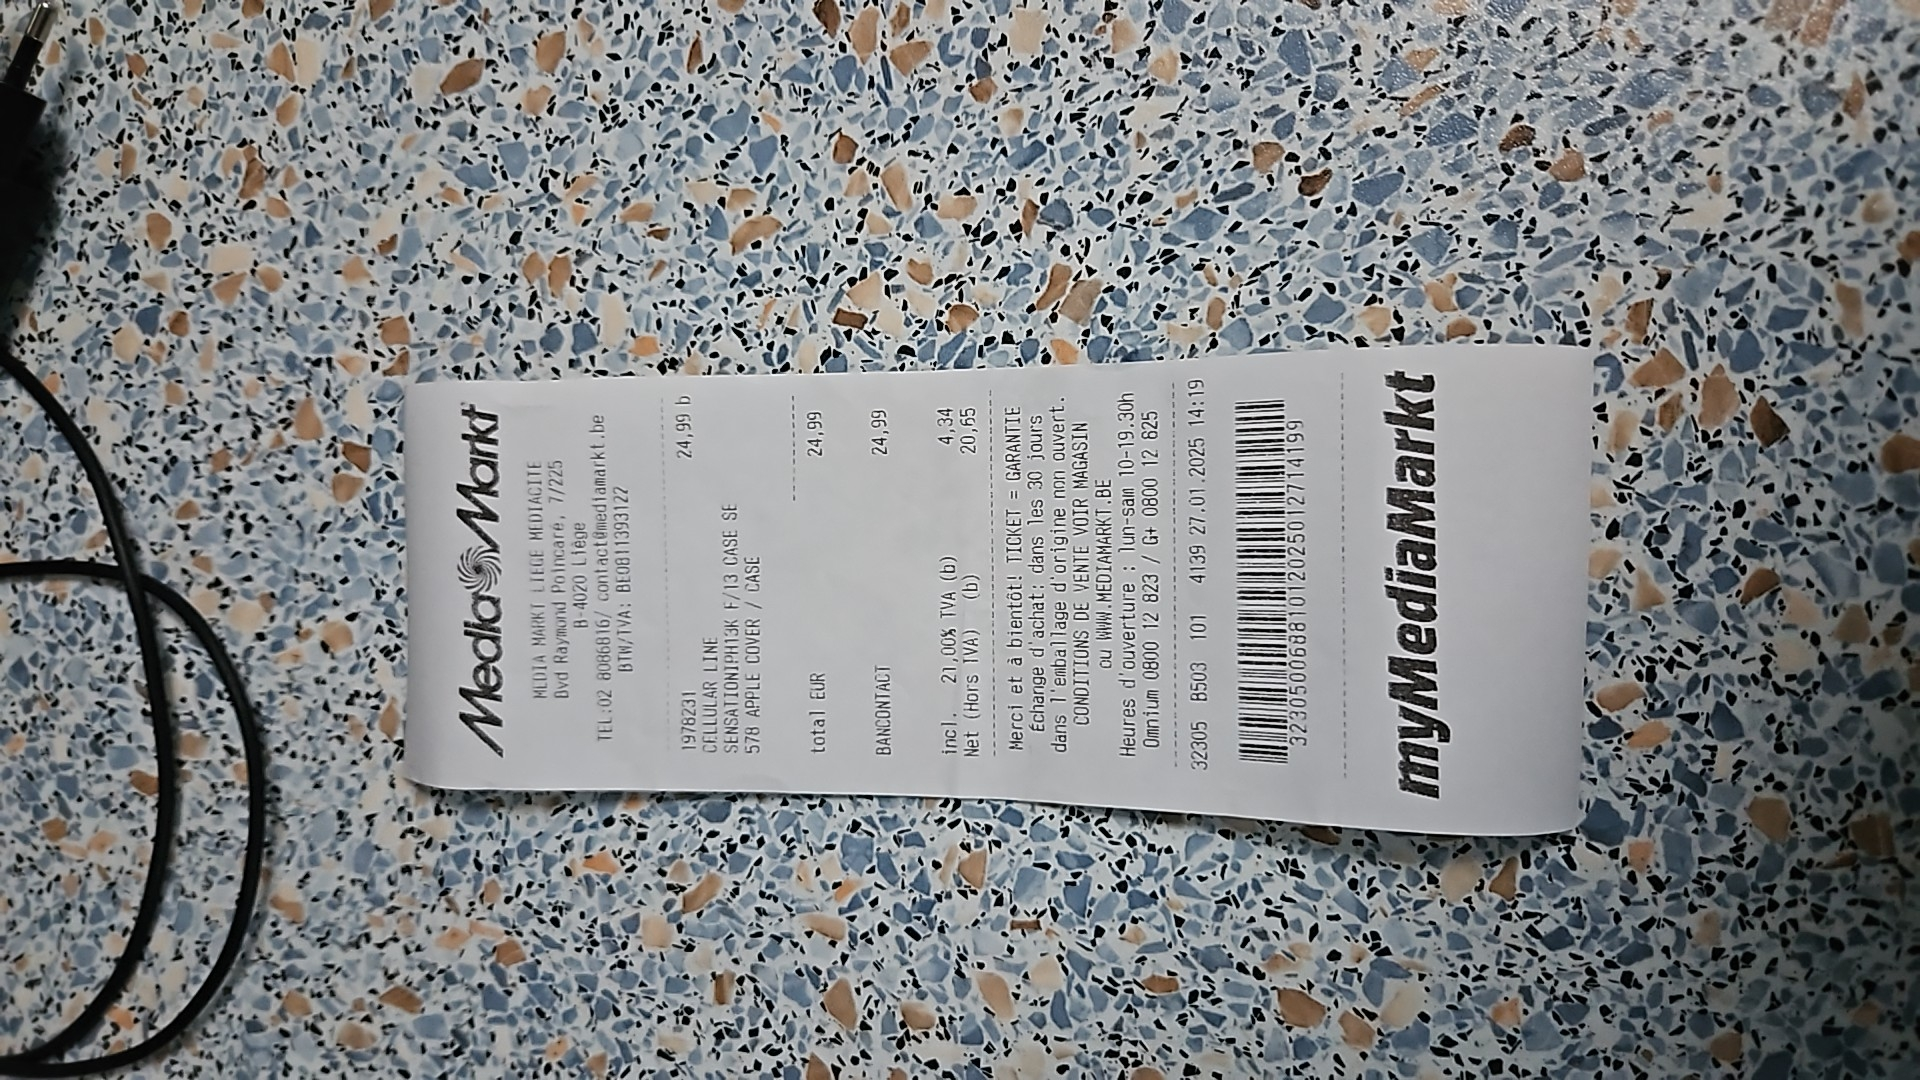 MediaMarkt
MEDIA MARKT LIEGE MEDIACITE
Bvd Raymond Poincaré, 7/225
B-4020 Liège
TEL:02 8086816/ contact@mediamarkt.be
BTW/TVA: BE0811393122
1978231 24,99 b
CELLULAR LINE
SENSATIONIPH13K F/13 CASE SE
578 APPLE COVER / CASE
total EUR 24,99
BANCONTACT 24,99
incl. 21,00% TVA (b) 4,34
Net (Hors TVA) (b) 20,65
Merci et à bientôt! TICKET = GARANTIE
Echange d'achat: dans les 30 jours
dans l'emballage d'origine non ouvert.
CONDITIONS DE VENTE VOIR MAGASIN
ou WWW.MEDIAMARKT.BE
Heures d'ouverture : lun-sam 10-19.30h
Omnium 0800 12 823 / G+ 0800 12 625
32305 B503 101 4139 27.01.2025 14:19
3230500688101202501271​4199
myMediaMarkt